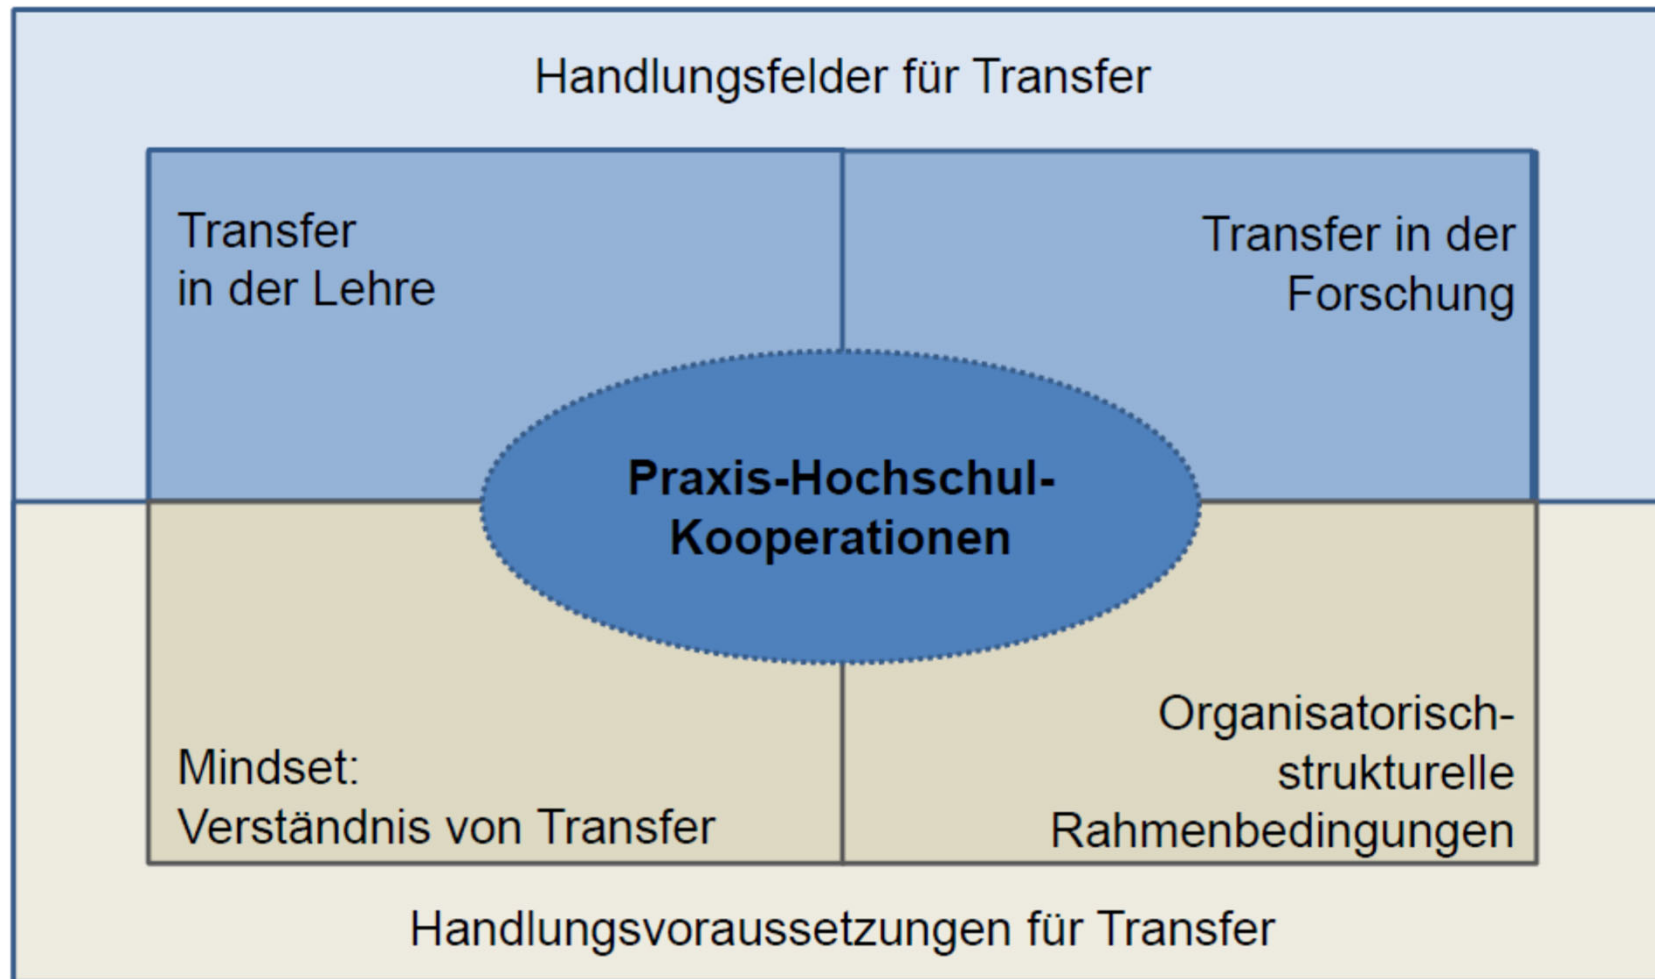 Handlungsfelder für Transfer
Transfer
in der Lehre
Transfer in der
Forschung
Praxis-Hochschul-
Kooperationen
Mindset:
Verständnis von Transfer
Organisatorisch-
strukturelle
Rahmenbedingungen
Handlungsvoraussetzungen für Transfer